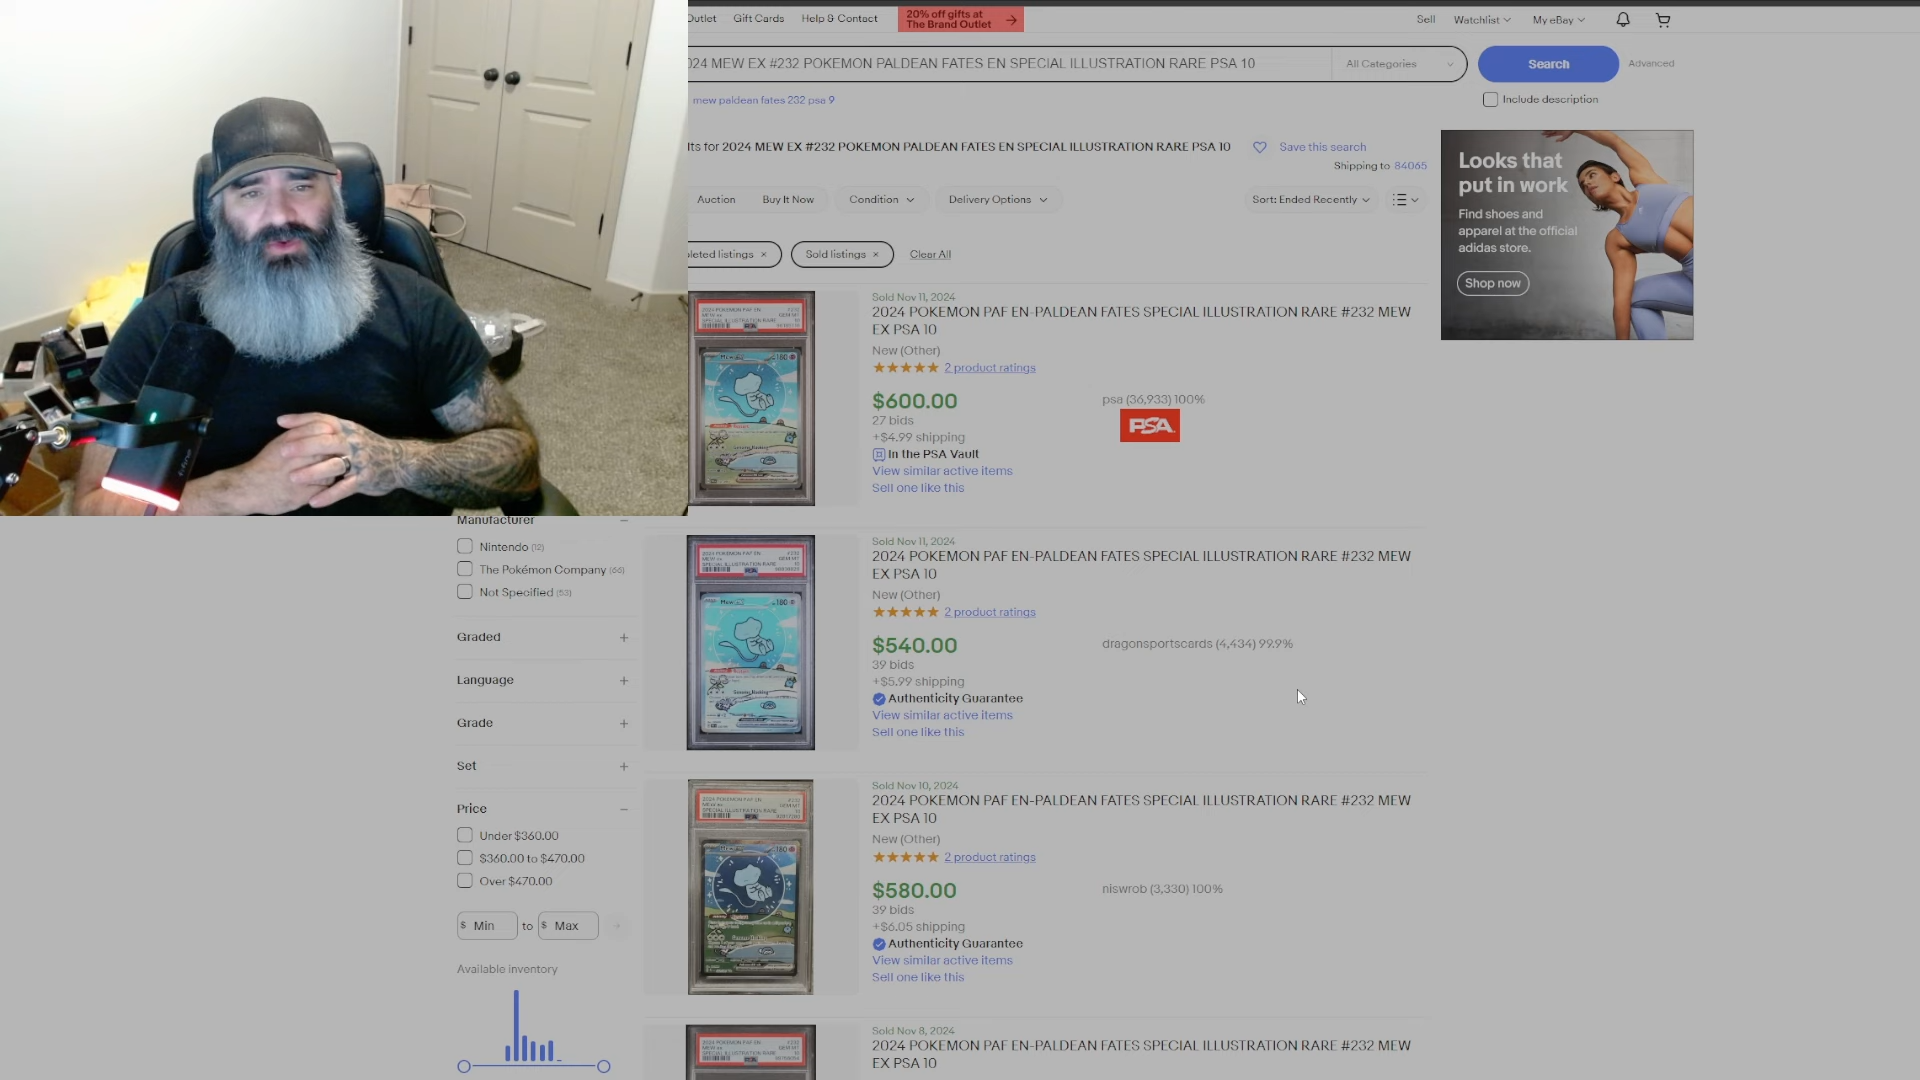 Outlet Gift Cards Help & Contact
20% off gifts at
The Brand Outlet
Sell Watchlist My eBay
024 MEW EX #232 POKEMON PALDEAN FATES EN SPECIAL ILLUSTRATION RARE PSA 10
All Categories
Search
Advanced
mew paldean fates 232 psa 9
Include description
lts for 2024 MEW EX #232 POKEMON PALDEAN FATES EN SPECIAL ILLUSTRATION RARE PSA 10
Save this search
Shipping to 84065
Auction Buy It Now Condition Delivery Options
Sort: Ended Recently
leted listings × Sold listings × Clear All
Looks that
put in work
Find shoes and
apparel at the official
adidas store.
Shop now
Sold Nov 11, 2024
2024 POKEMON PAF EN-PALDEAN FATES SPECIAL ILLUSTRATION RARE #232 MEW
EX PSA 10
New (Other)
2 product ratings
$600.00
27 bids
+$4.99 shipping
In the PSA Vault
View similar active items
Sell one like this
psa (36,933) 100%
PSA
Manufacturer
Nintendo (12)
The Pokémon Company (66)
Not Specified (53)
Graded
Language
Grade
Set
Price
Under $360.00
$360.00 to $470.00
Over $470.00
$ Min to $ Max
Available inventory
Sold Nov 11, 2024
2024 POKEMON PAF EN-PALDEAN FATES SPECIAL ILLUSTRATION RARE #232 MEW
EX PSA 10
New (Other)
2 product ratings
$540.00
39 bids
+$5.99 shipping
Authenticity Guarantee
View similar active items
Sell one like this
dragonsportscards (4,434) 99.9%
Sold Nov 10, 2024
2024 POKEMON PAF EN-PALDEAN FATES SPECIAL ILLUSTRATION RARE #232 MEW
EX PSA 10
New (Other)
2 product ratings
$580.00
39 bids
+$6.05 shipping
Authenticity Guarantee
View similar active items
Sell one like this
niswrob (3,330) 100%
Sold Nov 8, 2024
2024 POKEMON PAF EN-PALDEAN FATES SPECIAL ILLUSTRATION RARE #232 MEW
EX PSA 10